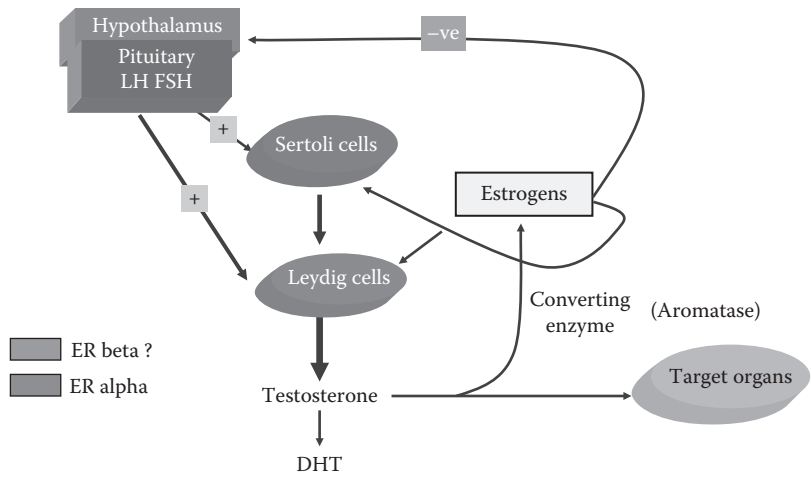 Hypothalamus
Pituitary
LH FSH
–ve
+
Sertoli cells
+
Estrogens
Leydig cells
Converting
enzyme
(Aromatase)
ER beta ?
ER alpha
Testosterone
Target organs
DHT